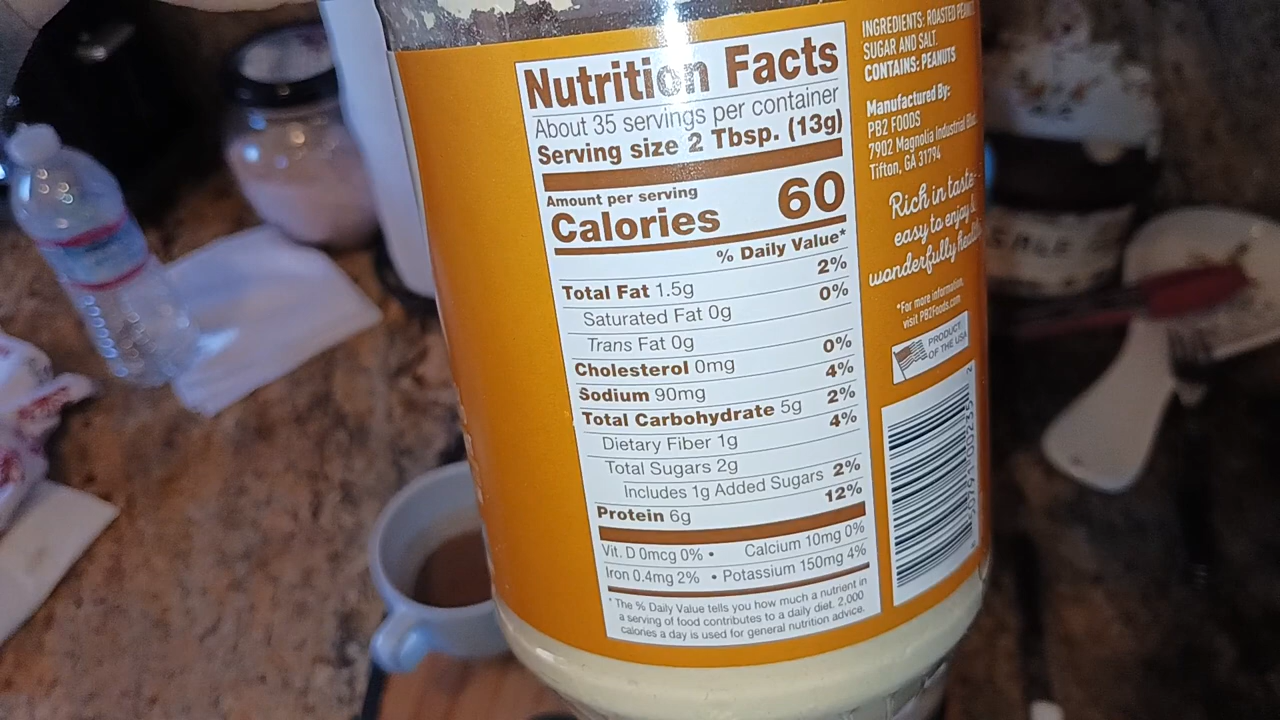 Nutrition Facts
About 35 servings per container
Serving size 2 Tbsp. (13g)
Amount per serving
Calories 60
% Daily Value*
Total Fat 1.5g 2%
Saturated Fat 0g 0%
Trans Fat 0g
Cholesterol 0mg 0%
Sodium 90mg 4%
Total Carbohydrate 5g 2%
Dietary Fiber 1g 4%
Total Sugars 2g
Includes 1g Added Sugars 2%
Protein 6g 12%
Vit. D 0mcg 0% • Calcium 10mg 0%
Iron 0.4mg 2% • Potassium 150mg 4%
* The % Daily Value tells you how much a nutrient in
a serving of food contributes to a daily diet. 2,000
calories a day is used for general nutrition advice.
INGREDIENTS: ROASTED
SUGAR AND SALT.
CONTAINS: PEANUTS
Manufactured By:
PB2 FOODS
7902 Magnolia Industrial
Tifton, GA 31794
Rich in taste
easy to enjoy &
wonderfully
*For more information,
visit PB2Foods.com
PRODUCT
OF THE USA